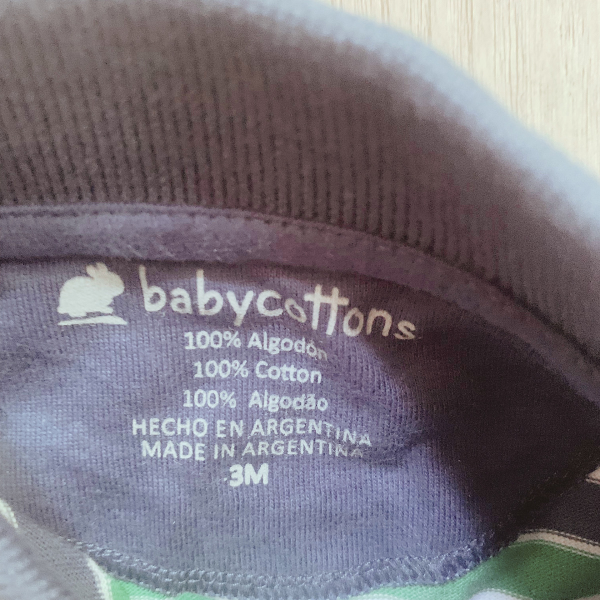 babycottons
100% Algodón
100% Cotton
100% Algodão
HECHO EN ARGENTINA
MADE IN ARGENTINA
3M